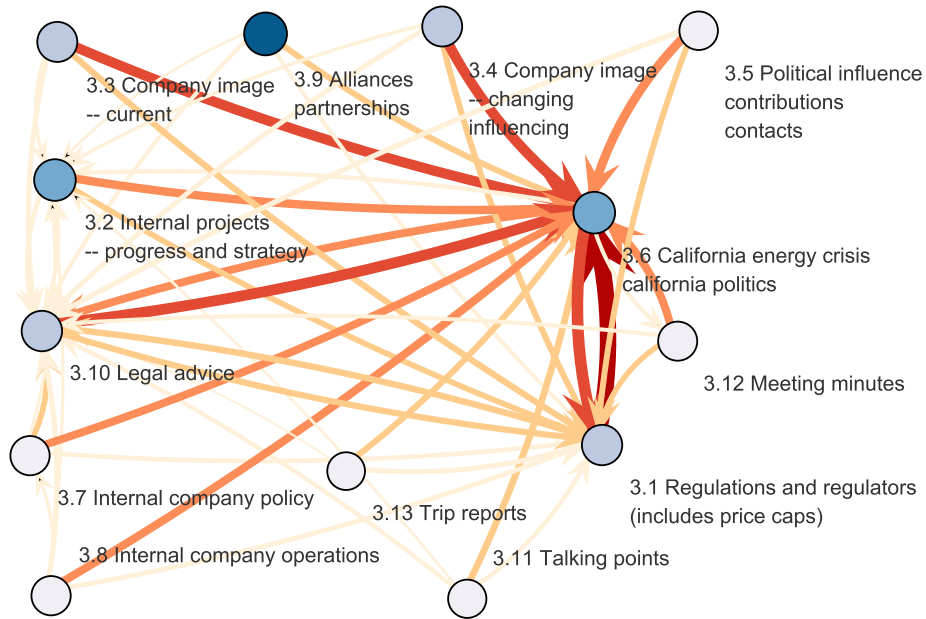 3.3 Company image
-- current
3.9 Alliances
partnerships
3.4 Company image
-- changing
influencing
3.5 Political influence
contributions
contacts
3.2 Internal projects
-- progress and strategy
3.6 California energy crisis
california politics
3.10 Legal advice
3.12 Meeting minutes
3.7 Internal company policy
3.13 Trip reports
3.1 Regulations and regulators
(includes price caps)
3.8 Internal company operations
3.11 Talking points